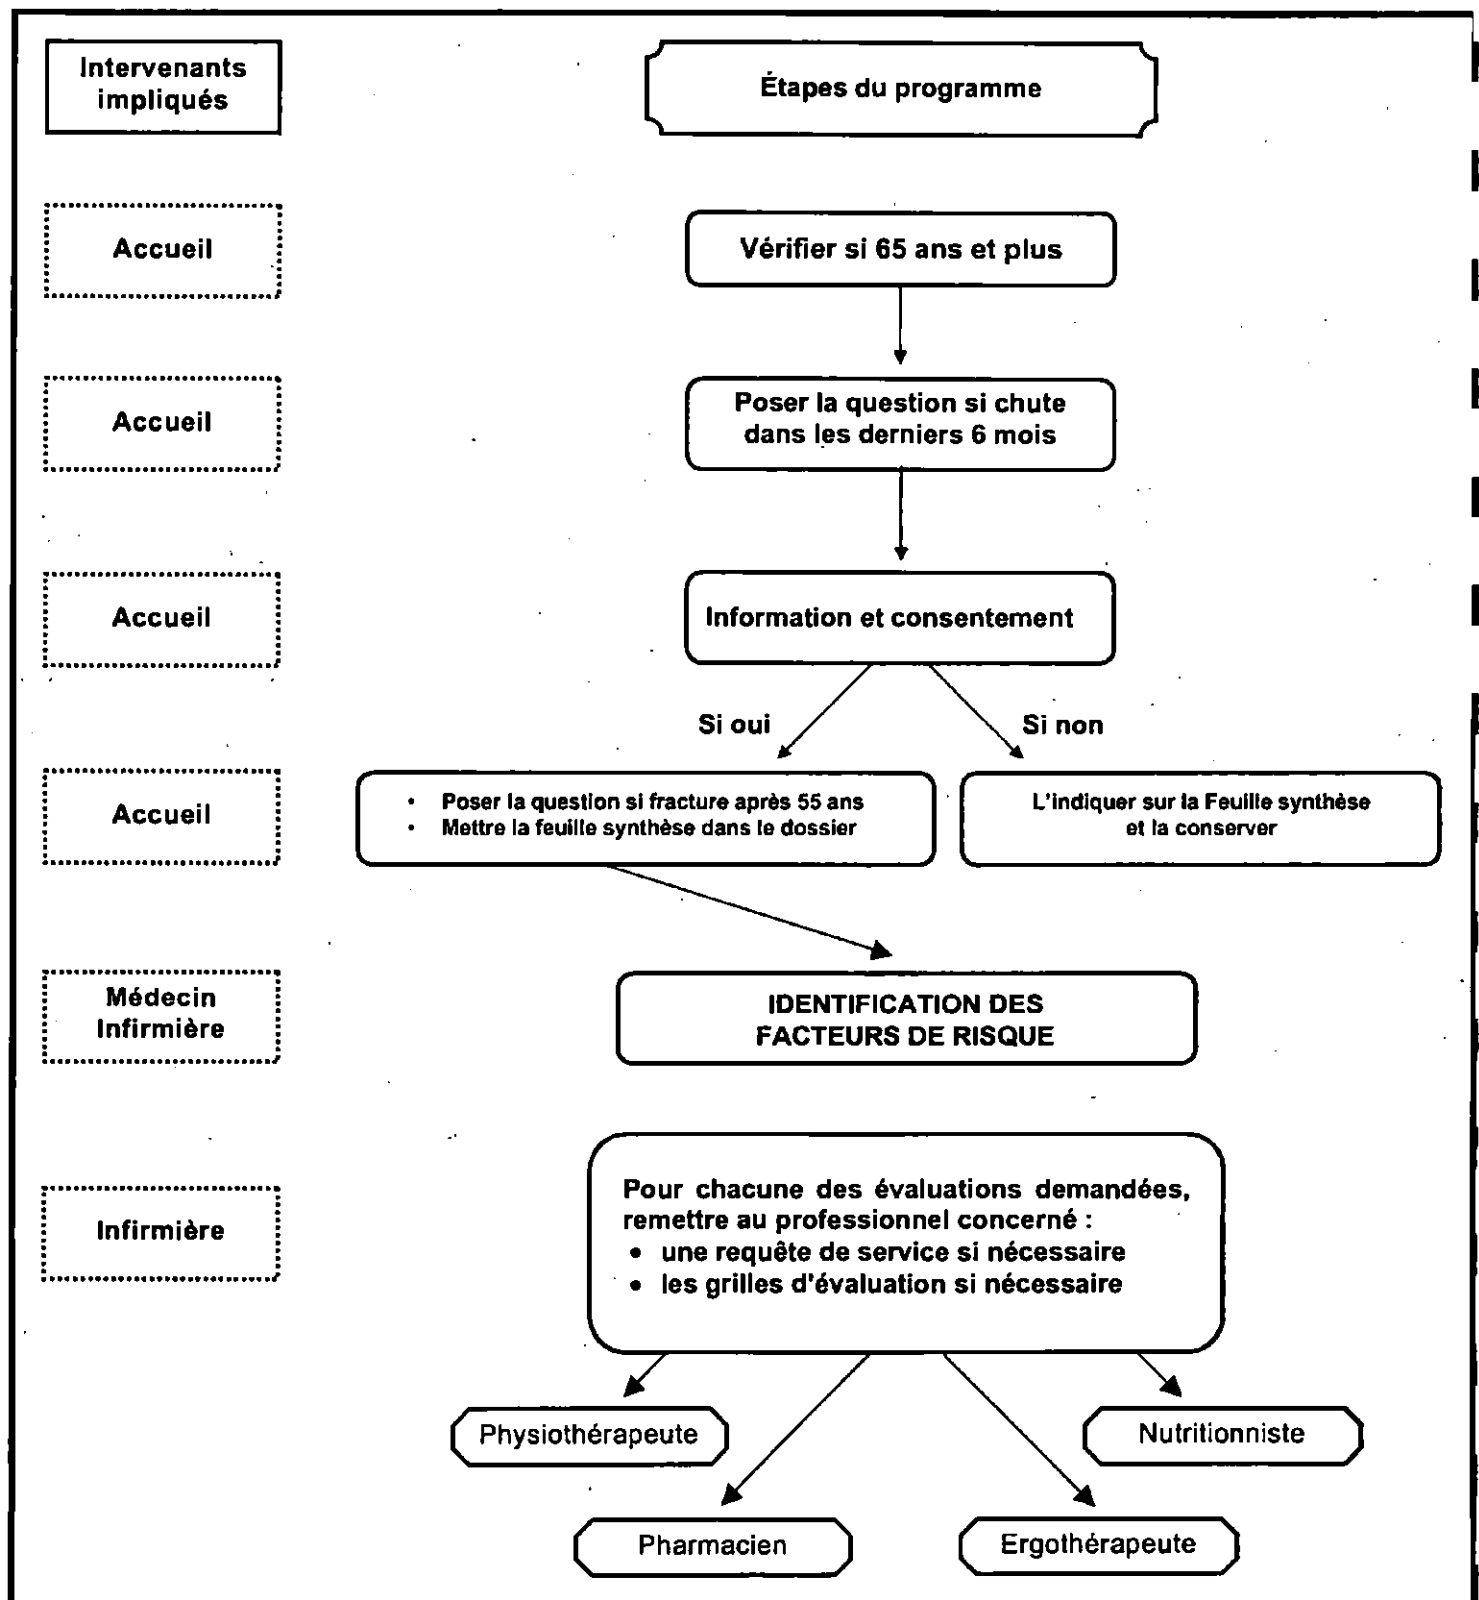 Intervenants
impliqués
Étapes du programme
Accueil
Vérifier si 65 ans et plus
Accueil
Poser la question si chute
dans les derniers 6 mois
Accueil
Information et consentement
Si oui
Si non
Accueil
• Poser la question si fracture après 55 ans
• Mettre la feuille synthèse dans le dossier
L'indiquer sur la Feuille synthèse
et la conserver
Médecin
Infirmière
IDENTIFICATION DES
FACTEURS DE RISQUE
Infirmière
Pour chacune des évaluations demandées,
remettre au professionnel concerné :
• une requête de service si nécessaire
• les grilles d'évaluation si nécessaire
Physiothérapeute
Nutritionniste
Pharmacien
Ergothérapeute